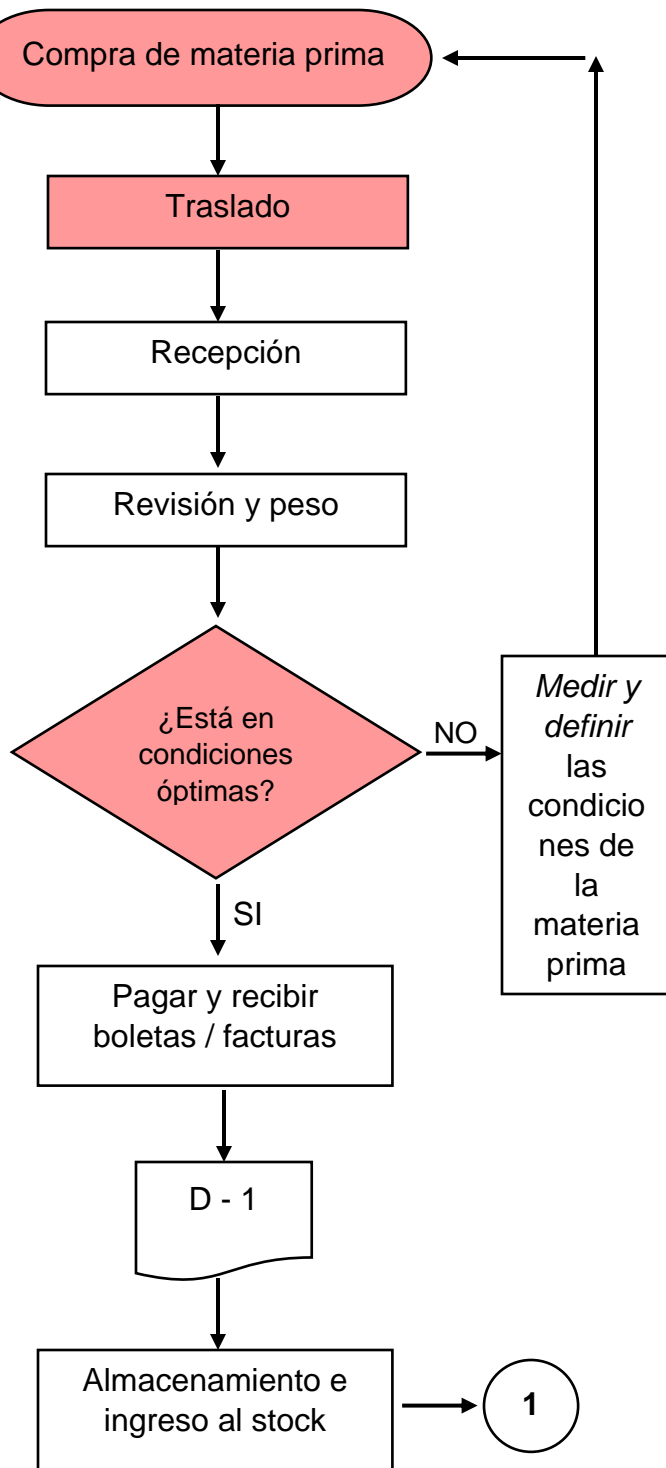 Compra de materia prima
Traslado
Recepción
Revisión y peso
¿Está en
condiciones
óptimas?
NO
Medir y
definir
las
condicio
nes de
la
materia
prima
SI
Pagar y recibir
boletas / facturas
D - 1
Almacenamiento e
ingreso al stock
1